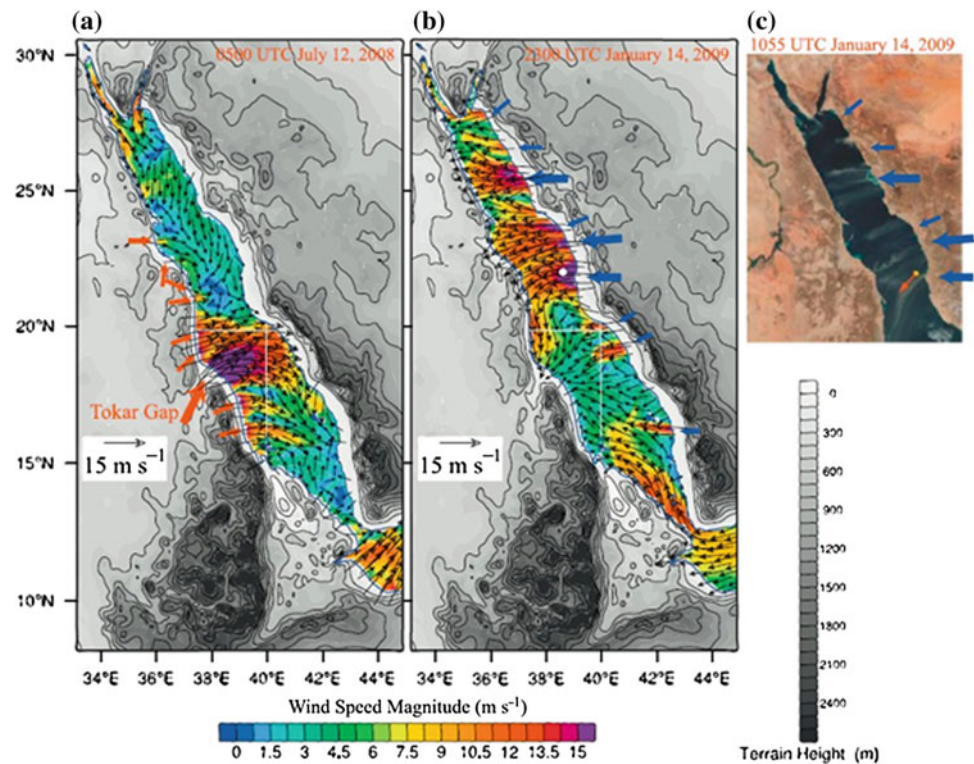 (a)
(b)
(c)
0500 UTC July 12, 2008
2300 UTC January 14, 2009
1055 UTC January 14, 2009
30°N
25°N
20°N
15°N
10°N
Tokar Gap
15 m s⁻¹
15 m s⁻¹
34°E 36°E 38°E 40°E 42°E 44°E
34°E 36°E 38°E 40°E 42°E 44°E
Wind Speed Magnitude (m s⁻¹)
0 1.5 3 4.5 6 7.5 9 10.5 12 13.5 15
0
300
600
900
1200
1500
1800
2100
2400
Terrain Height (m)